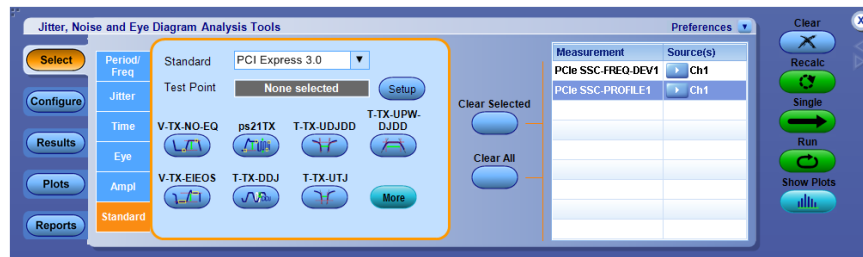 Jitter, Noise and Eye Diagram Analysis Tools
Preferences
Clear
X
Select
Configure
Results
Plots
Reports
Period/
Freq
Jitter
Time
Eye
Ampl
Standard
Standard
PCI Express 3.0
Test Point
None selected
Setup
V-TX-NO-EQ
ps21TX
T-TX-UDJDD
T-TX-UPW-
DJDD
V-TX-EIEOS
T-TX-DDJ
T-TX-UTJ
More
Clear Selected
Clear All
Measurement
Source(s)
PCIe SSC-FREQ-DEV1
Ch1
PCIe SSC-PROFILE1
Ch1
Recalc
Single
Run
Show Plots